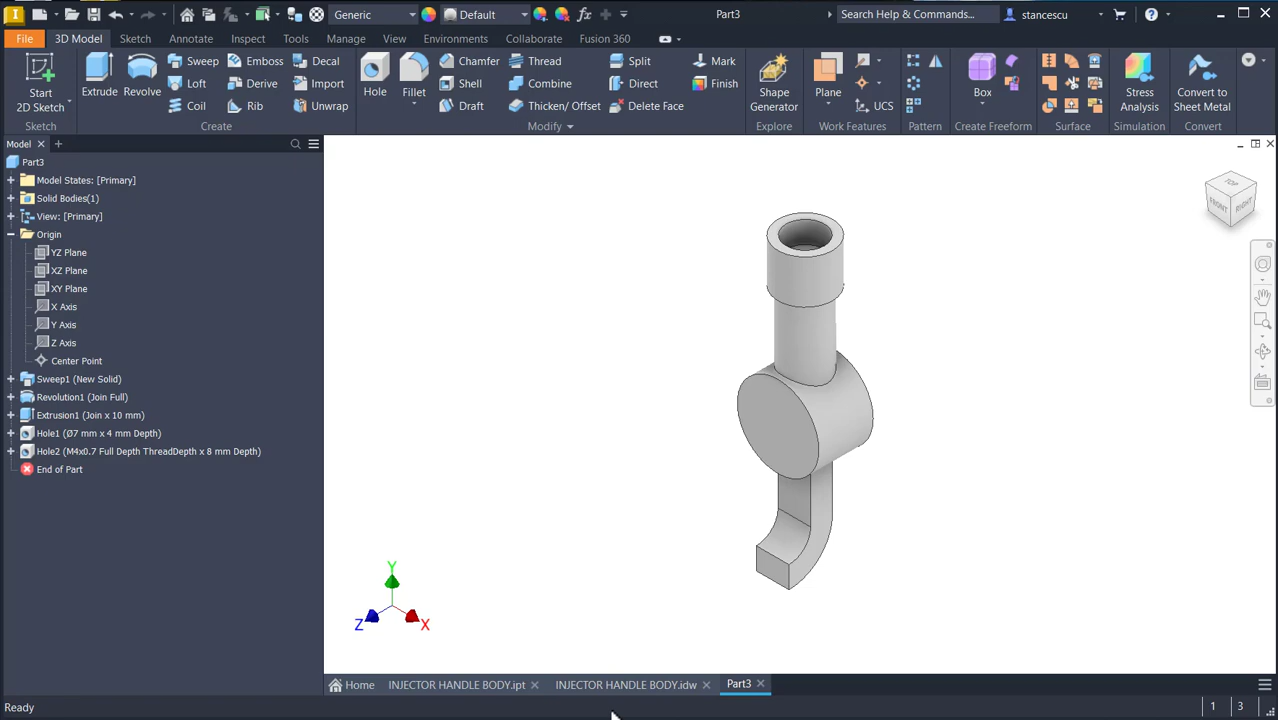 Generic
Default
Part3
Search Help & Commands...
stancescu
File
3D Model
Sketch
Annotate
Inspect
Tools
Manage
View
Environments
Collaborate
Fusion 360
Start
2D Sketch
Extrude
Revolve
Sweep
Loft
Coil
Emboss
Derive
Rib
Decal
Import
Unwrap
Hole
Fillet
Chamfer
Shell
Draft
Thread
Combine
Thicken/ Offset
Split
Direct
Delete Face
Mark
Finish
Shape
Generator
Plane
UCS
Box
Stress
Analysis
Convert to
Sheet Metal
Sketch
Create
Modify
Explore
Work Features
Pattern
Create Freeform
Surface
Simulation
Convert
Model
Part3
Model States: [Primary]
Solid Bodies(1)
View: [Primary]
Origin
YZ Plane
XZ Plane
XY Plane
X Axis
Y Axis
Z Axis
Center Point
Sweep1 (New Solid)
Revolution1 (Join Full)
Extrusion1 (Join x 10 mm)
Hole1 (Ø7 mm x 4 mm Depth)
Hole2 (M4x0.7 Full Depth ThreadDepth x 8 mm Depth)
End of Part
TOP
FRONT
RIGHT
Y
Z
X
Home
INJECTOR HANDLE BODY.ipt
INJECTOR HANDLE BODY.idw
Part3
Ready
1
3